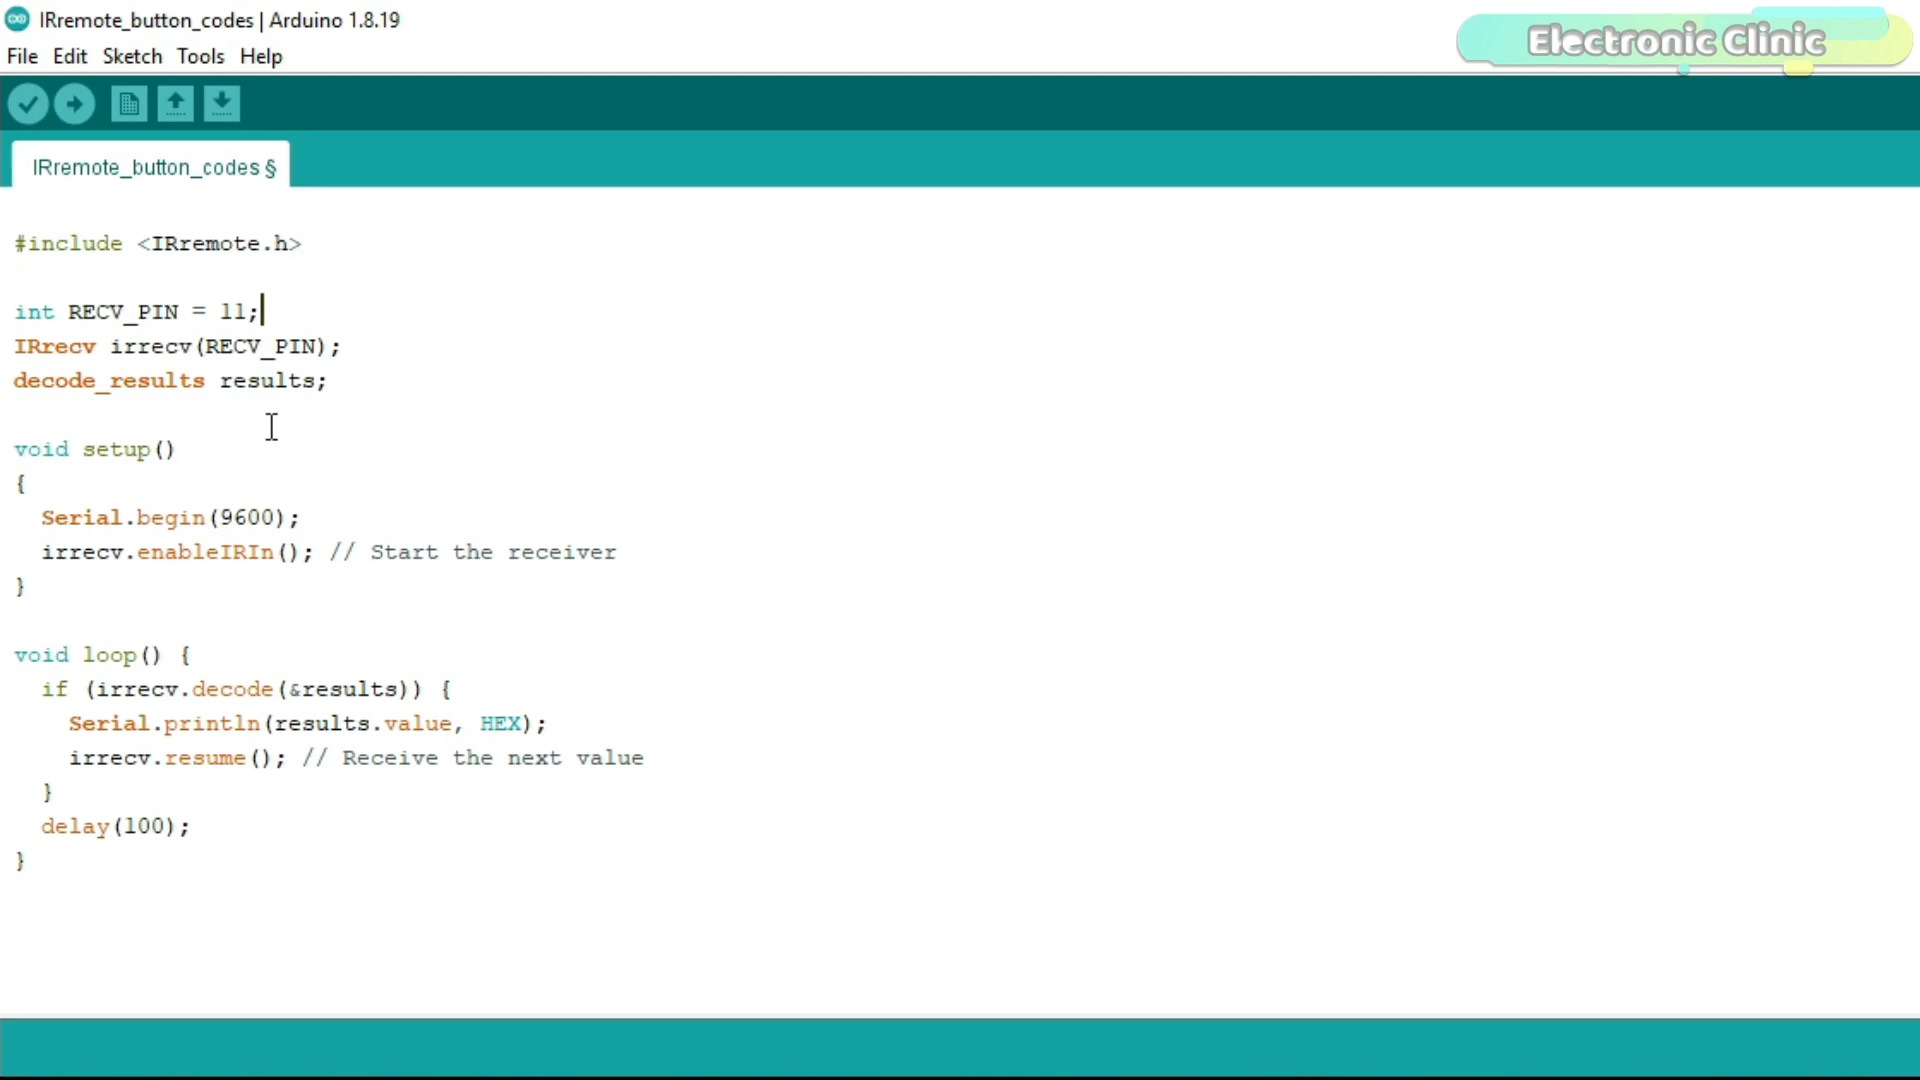 IRremote_button_codes | Arduino 1.8.19
Electronic Clinic
File Edit Sketch Tools Help
IRremote_button_codes §
#include <IRremote.h>
int RECV_PIN = 11;
IRrecv irrecv(RECV_PIN);
decode_results results;
void setup()
{
  Serial.begin(9600);
  irrecv.enableIRIn(); // Start the receiver
}
void loop() {
  if (irrecv.decode(&results)) {
    Serial.println(results.value, HEX);
    irrecv.resume(); // Receive the next value
  }
  delay(100);
}